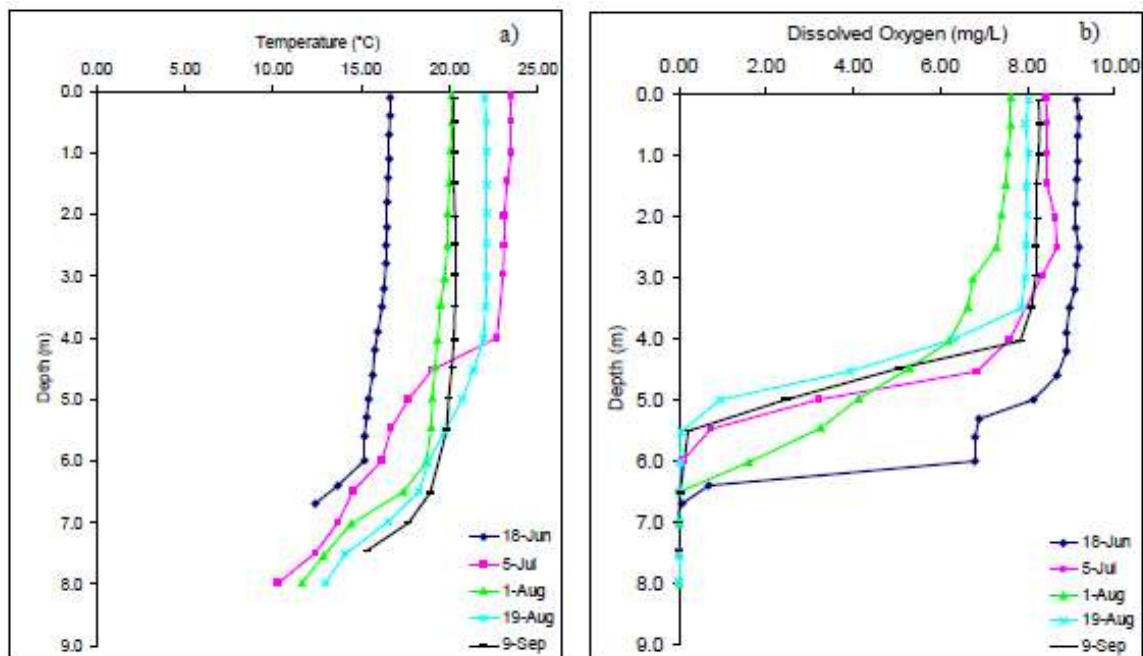 Temperature (°C)
a)
0.00 5.00 10.00 15.00 20.00 25.00
0.0
1.0
2.0
3.0
4.0
5.0
6.0
7.0
8.0
9.0
Depth (m)
18-Jun
5-Jul
1-Aug
19-Aug
9-Sep
Dissolved Oxygen (mg/L)
b)
0.00 2.00 4.00 6.00 8.00 10.00
0.0
1.0
2.0
3.0
4.0
5.0
6.0
7.0
8.0
9.0
Depth (m)
18-Jun
5-Jul
1-Aug
19-Aug
9-Sep